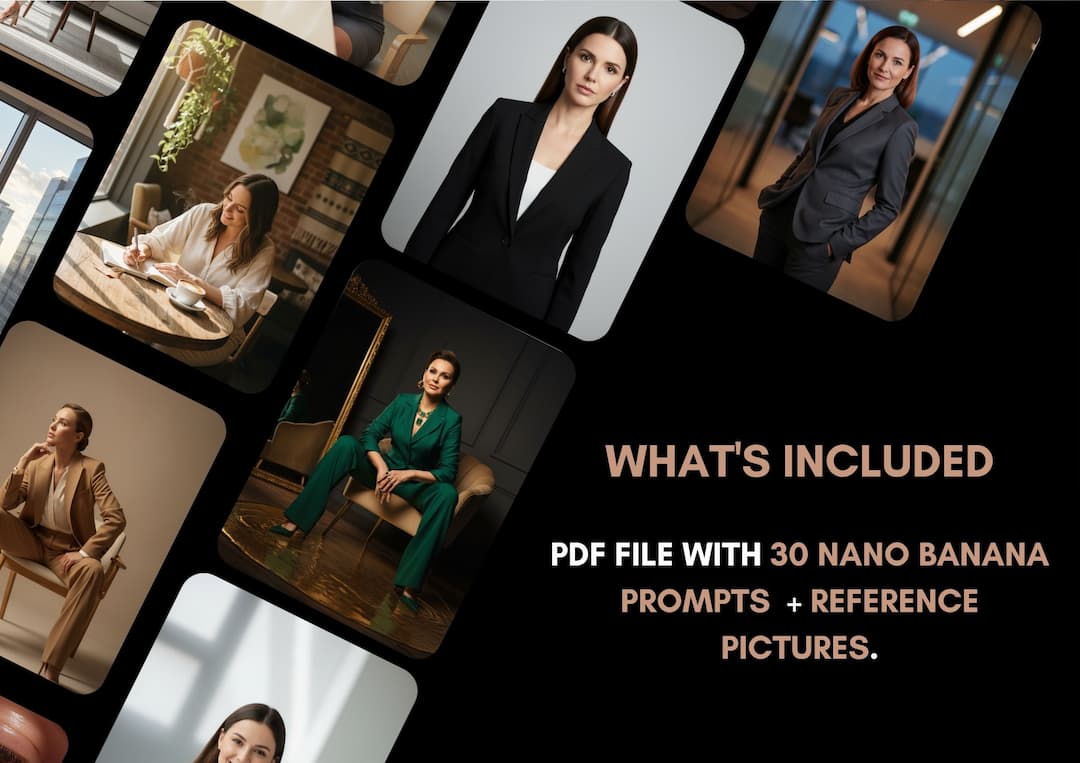 WHAT'S INCLUDED
PDF FILE WITH 30 NANO BANANA
PROMPTS + REFERENCE
PICTURES.